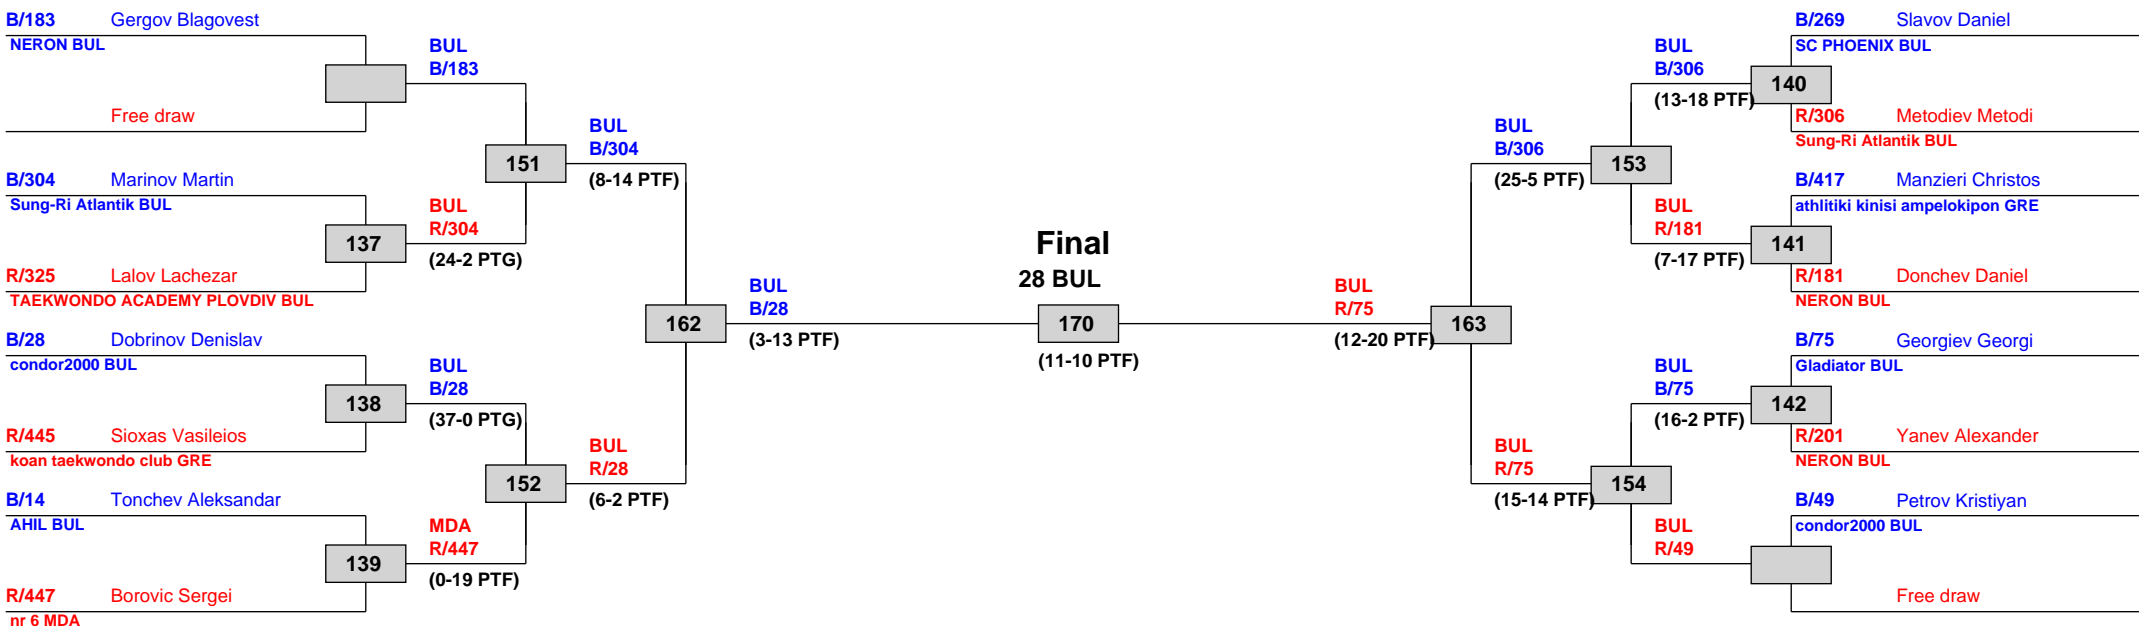 B/183 Gergov Blagovest
NERON BUL
Free draw
B/304 Marinov Martin
Sung-Ri Atlantik BUL
R/325 Lalov Lachezar
TAEKWONDO ACADEMY PLOVDIV BUL
B/28 Dobrinov Denislav
condor2000 BUL
R/445 Sioxas Vasileios
koan taekwondo club GRE
B/14 Tonchev Aleksandar
AHIL BUL
R/447 Borovic Sergei
nr 6 MDA
BUL
B/183
137
BUL
R/304
(24-2 PTG)
138
BUL
B/28
(37-0 PTG)
139
MDA
R/447
(0-19 PTF)
151
BUL
B/304
(8-14 PTF)
152
BUL
R/28
(6-2 PTF)
162
BUL
B/28
(3-13 PTF)
Final
28 BUL
170
(11-10 PTF)
BUL
R/75
(12-20 PTF)
163
BUL
B/306
(25-5 PTF)
153
BUL
R/75
(15-14 PTF)
154
BUL
B/306
(13-18 PTF)
140
BUL
R/181
(7-17 PTF)
141
BUL
B/75
(16-2 PTF)
142
BUL
R/49
B/269 Slavov Daniel
SC PHOENIX BUL
R/306 Metodiev Metodi
Sung-Ri Atlantik BUL
B/417 Manzieri Christos
athlitiki kinisi ampelokipon GRE
R/181 Donchev Daniel
NERON BUL
B/75 Georgiev Georgi
Gladiator BUL
R/201 Yanev Alexander
NERON BUL
B/49 Petrov Kristiyan
condor2000 BUL
Free draw